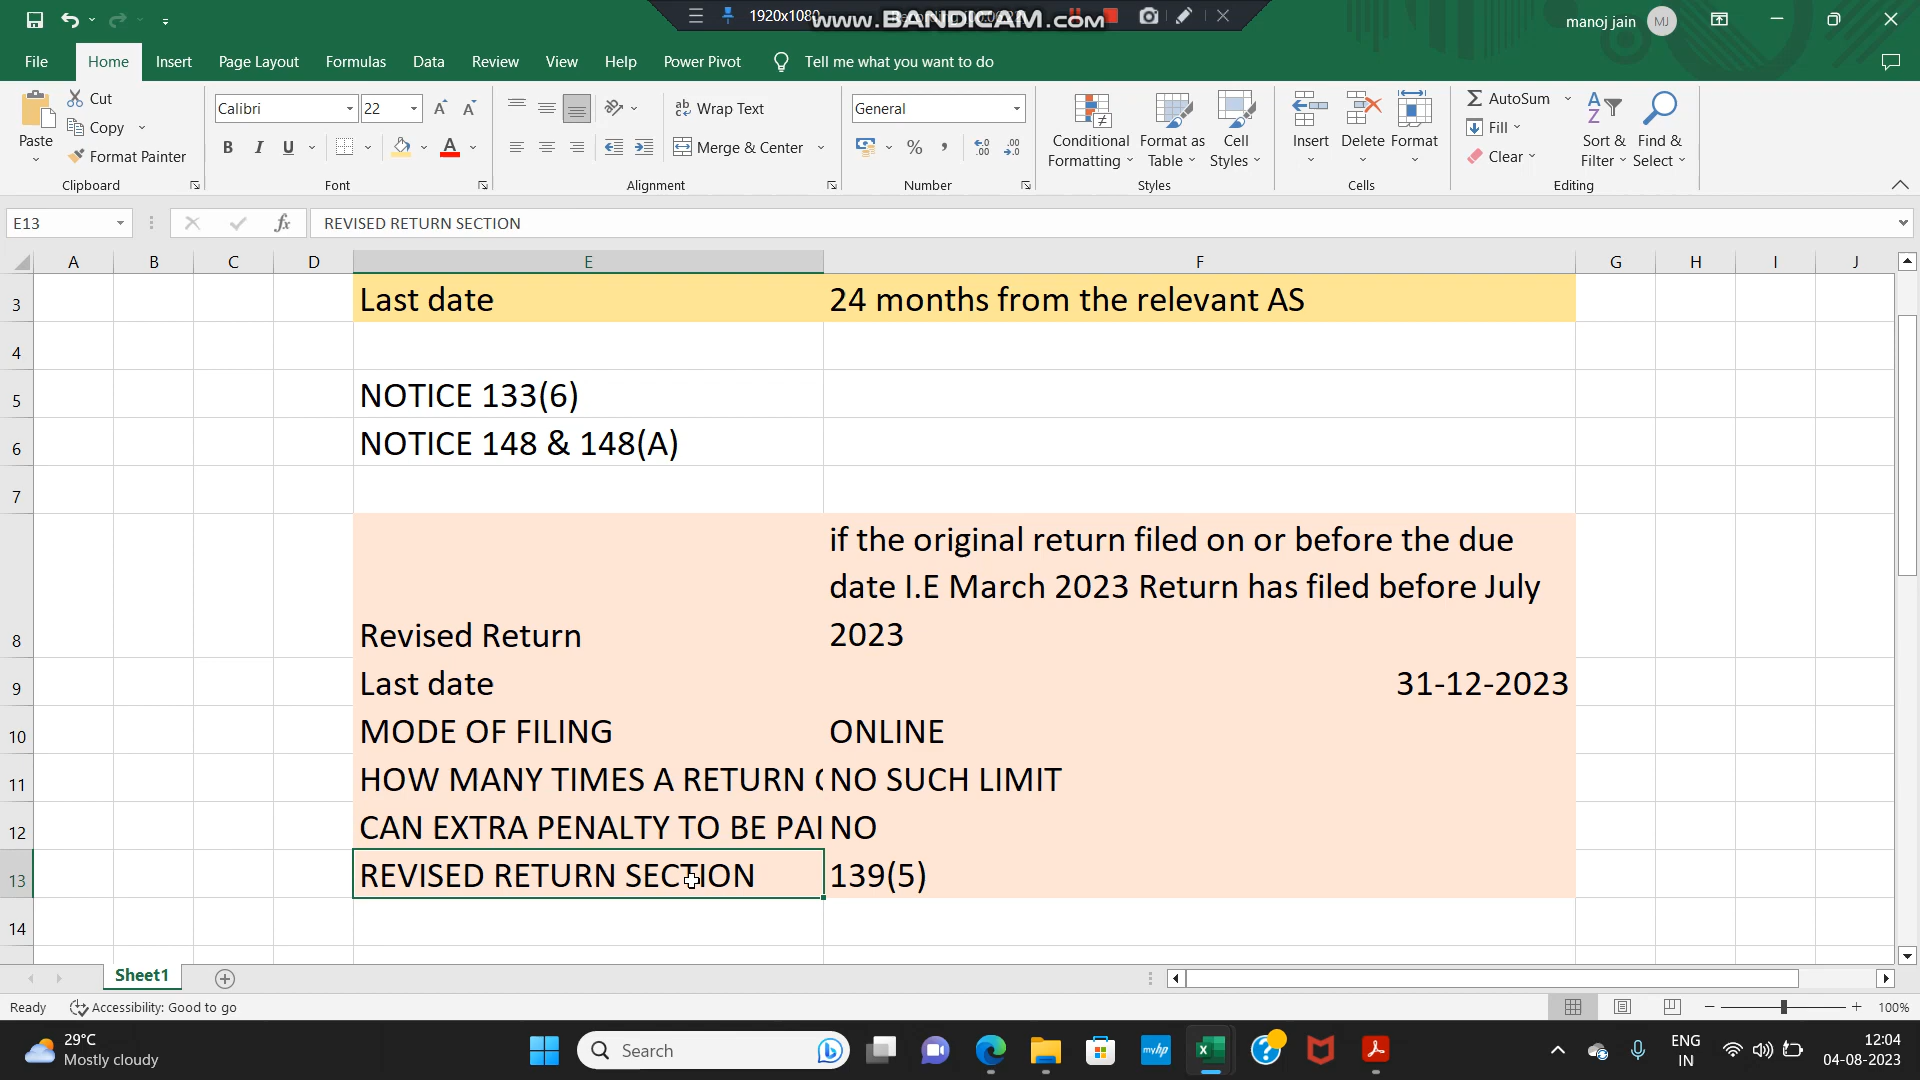 1920x1080
www.BANDICAM.com
manoj jain MJ
File Home Insert Page Layout Formulas Data Review View Help Power Pivot Tell me what you want to do
Paste
Cut
Copy
Format Painter
Clipboard
Calibri 22
B I U
Font
ab Wrap Text
Merge & Center
Alignment
General
Number
Conditional Formatting
Format as Table
Cell Styles
Styles
Insert Delete Format
Cells
AutoSum
Fill
Clear
Sort & Filter
Find & Select
Editing
E13 fx REVISED RETURN SECTION
A B C D E F G H I J
3 Last date 24 months from the relevant AS
4
5 NOTICE 133(6)
6 NOTICE 148 & 148(A)
7
if the original return filed on or before the due
date I.E March 2023 Return has filed before July
8 Revised Return 2023
9 Last date 31-12-2023
10 MODE OF FILING ONLINE
11 HOW MANY TIMES A RETURN NO SUCH LIMIT
12 CAN EXTRA PENALTY TO BE PAI NO
13 REVISED RETURN SECTION 139(5)
14
Sheet1
Ready Accessibility: Good to go 100%
29°C
Mostly cloudy
Search
myhp
ENG
IN
12:04
04-08-2023